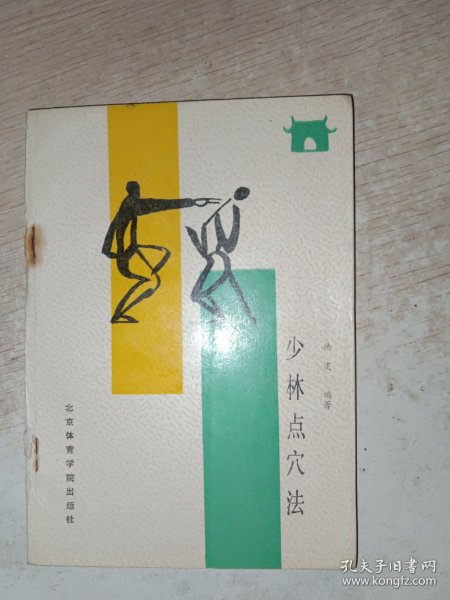 少林点穴法
德虔 编著
北京体育学院出版社
孔夫子旧书网
www.kongfz.com